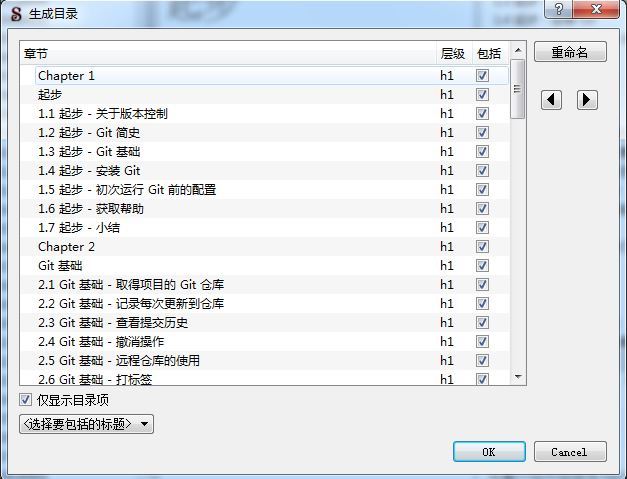 生成目录
章节 层级 包括
Chapter 1 h1
起步 h1
1.1 起步 - 关于版本控制 h1
1.2 起步 - Git 简史 h1
1.3 起步 - Git 基础 h1
1.4 起步 - 安装 Git h1
1.5 起步 - 初次运行 Git 前的配置 h1
1.6 起步 - 获取帮助 h1
1.7 起步 - 小结 h1
Chapter 2 h1
Git 基础 h1
2.1 Git 基础 - 取得项目的 Git 仓库 h1
2.2 Git 基础 - 记录每次更新到仓库 h1
2.3 Git 基础 - 查看提交历史 h1
2.4 Git 基础 - 撤消操作 h1
2.5 Git 基础 - 远程仓库的使用 h1
2.6 Git 基础 - 打标签 h1
重命名
仅显示目录项
<选择要包括的标题>
OK Cancel